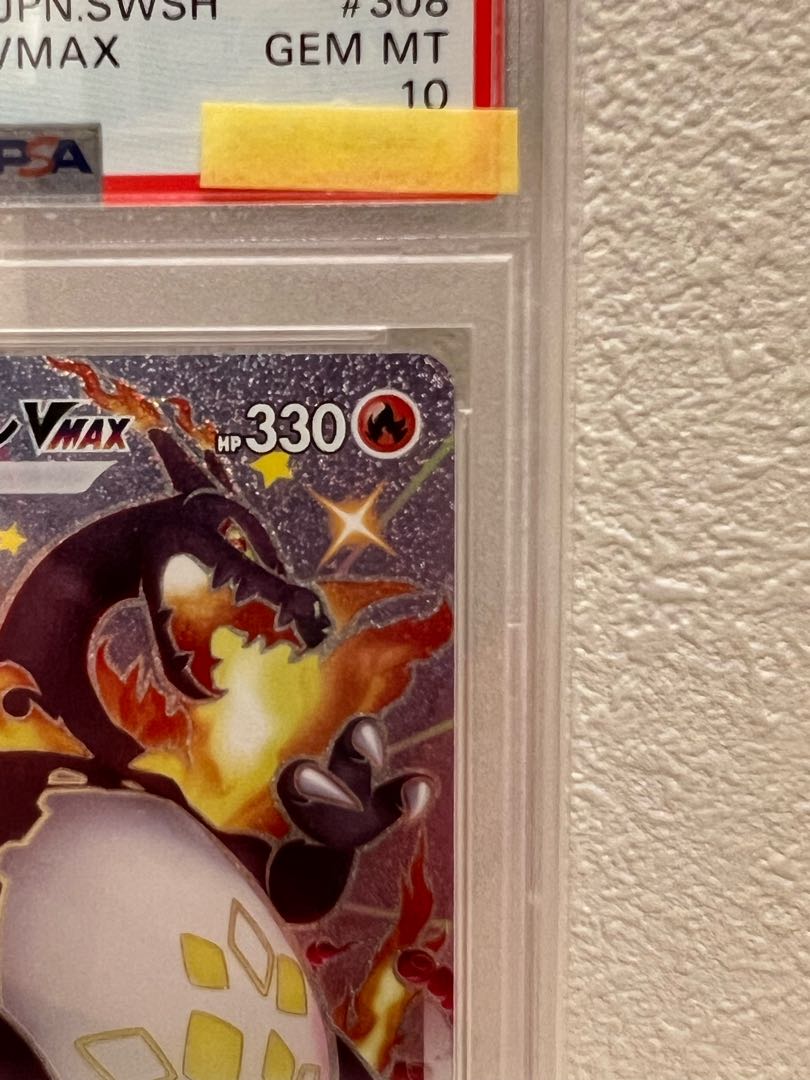 JPN.SWSH #308
VMAX GEM MT
10
PSA
VMAX HP330